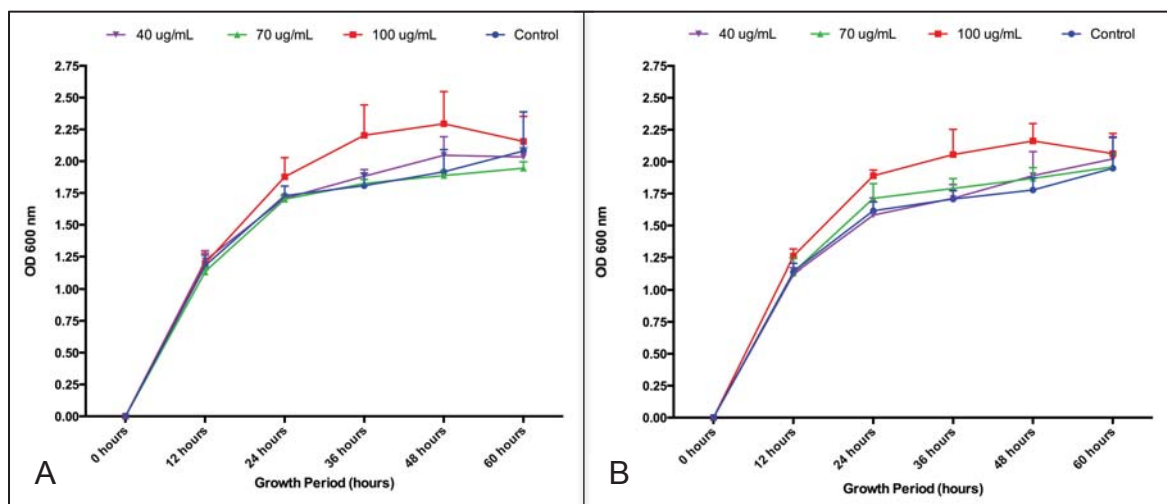 40 ug/mL 70 ug/mL 100 ug/mL Control
2.75
2.50
2.25
2.00
1.75
1.50
1.25
1.00
0.75
0.50
0.25
0.00
OD 600 nm
0 hours 12 hours 24 hours 36 hours 48 hours 60 hours
Growth Period (hours)
A
40 ug/mL 70 ug/mL 100 ug/mL Control
2.75
2.50
2.25
2.00
1.75
1.50
1.25
1.00
0.75
0.50
0.25
0.00
OD 600 nm
0 hours 12 hours 24 hours 36 hours 48 hours 60 hours
Growth Period (hours)
B